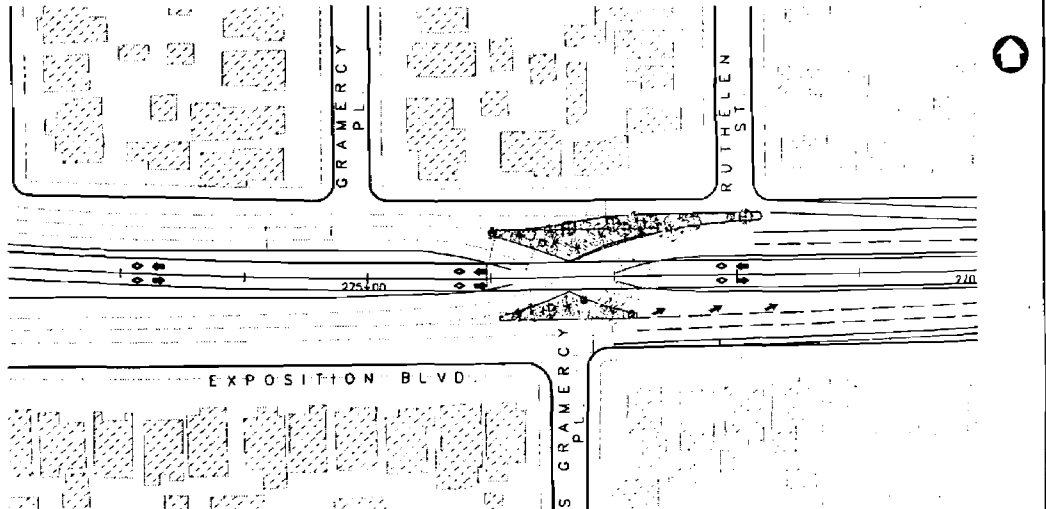 GRAMERCY
PL.
RUTHELEN
ST.
275+00
270
EXPOSITION BLVD.
S GRAMERCY
PL.